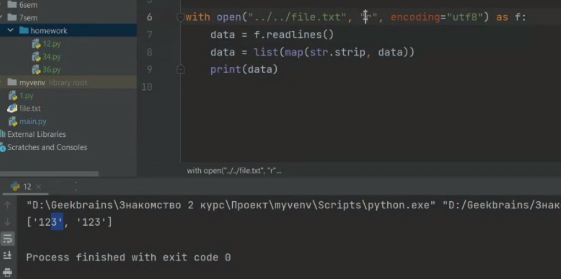 6sem
7sem
homework
12.py
34.py
36.py
myvenv library root
1.py
file.txt
main.py
External Libraries
Scratches and Consoles
6 with open("../../file.txt", "r", encoding="utf8") as f:
7 data = f.readlines()
8 data = list(map(str.strip, data))
9 print(data)
10
with open("../../file.txt", "r"...
12
"D:\Geekbrains\Знакомство 2 курс\Проект\myvenv\Scripts\python.exe" "D:/Geekbrains/Знак
['123', '123']
Process finished with exit code 0